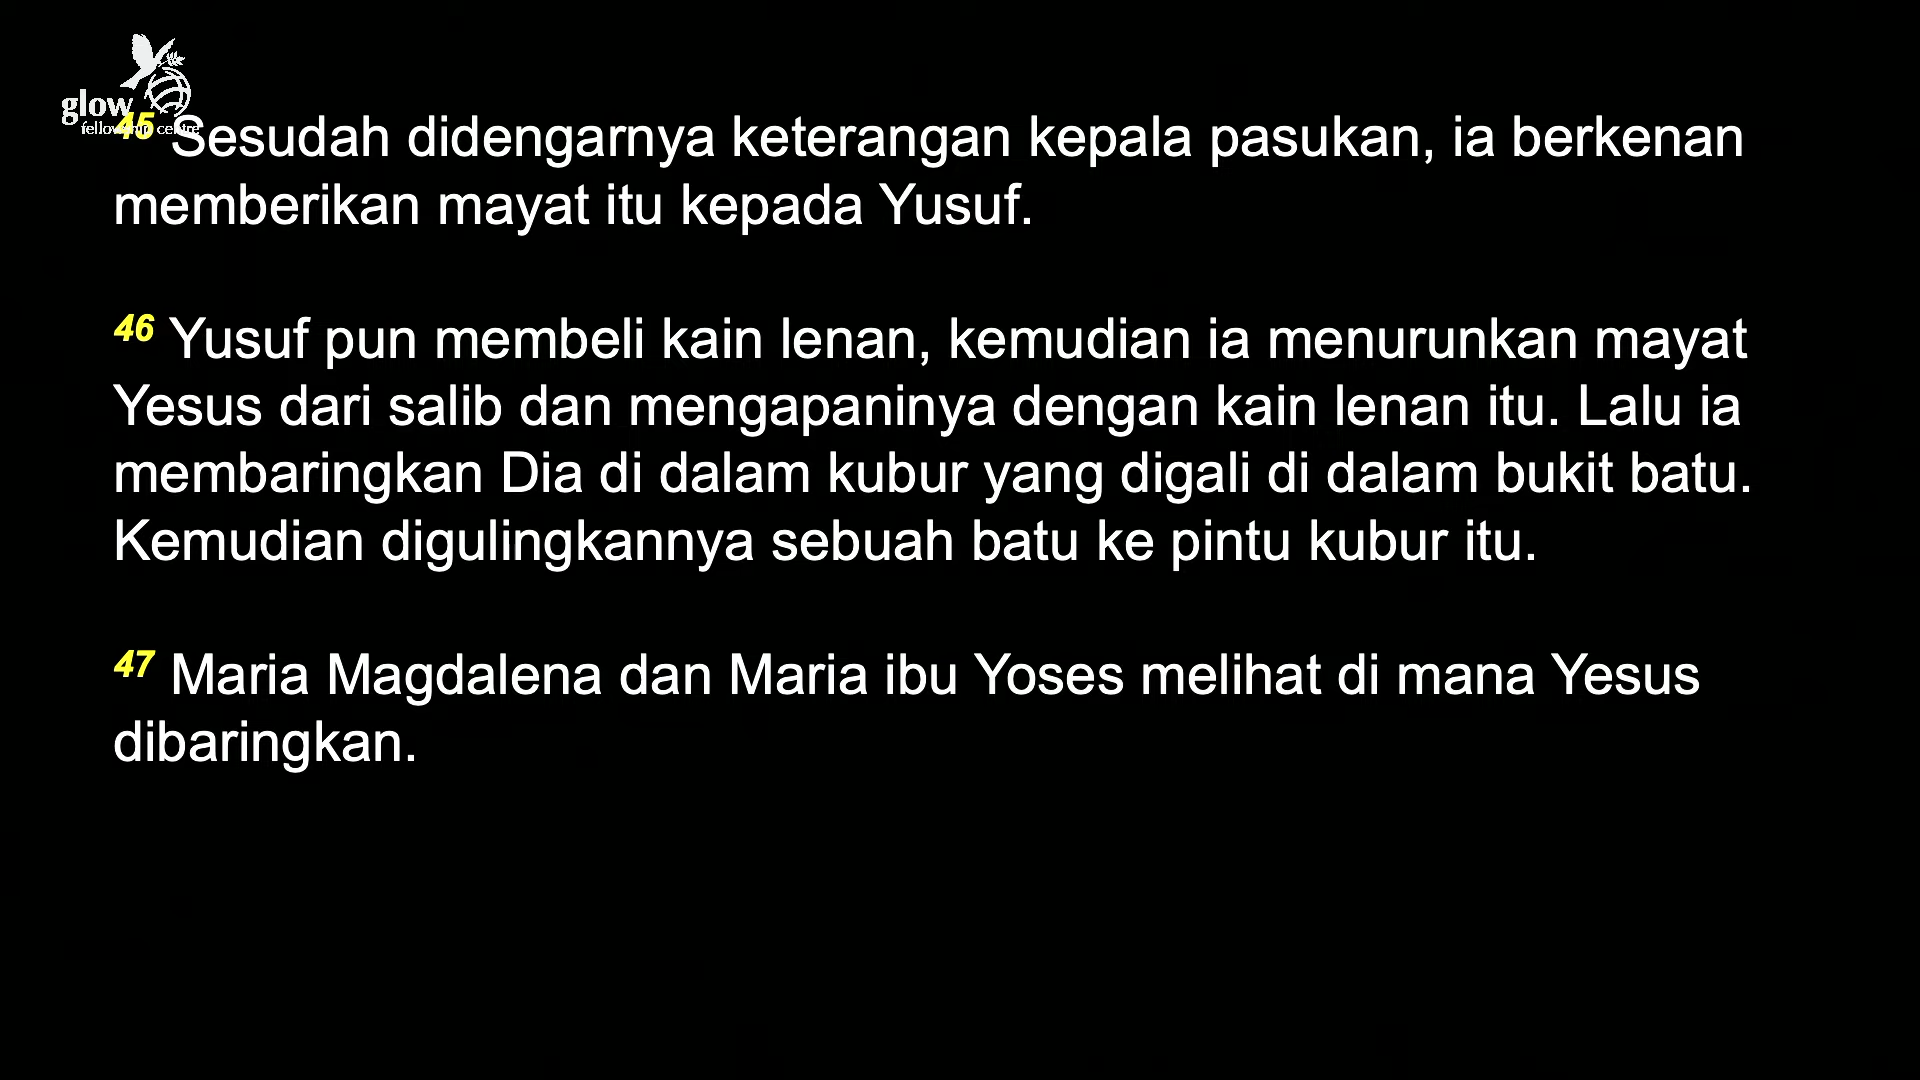 glow
fellowship centre
45 Sesudah didengarnya keterangan kepala pasukan, ia berkenan
memberikan mayat itu kepada Yusuf.
46 Yusuf pun membeli kain lenan, kemudian ia menurunkan mayat
Yesus dari salib dan mengapaninya dengan kain lenan itu. Lalu ia
membaringkan Dia di dalam kubur yang digali di dalam bukit batu.
Kemudian digulingkannya sebuah batu ke pintu kubur itu.
47 Maria Magdalena dan Maria ibu Yoses melihat di mana Yesus
dibaringkan.